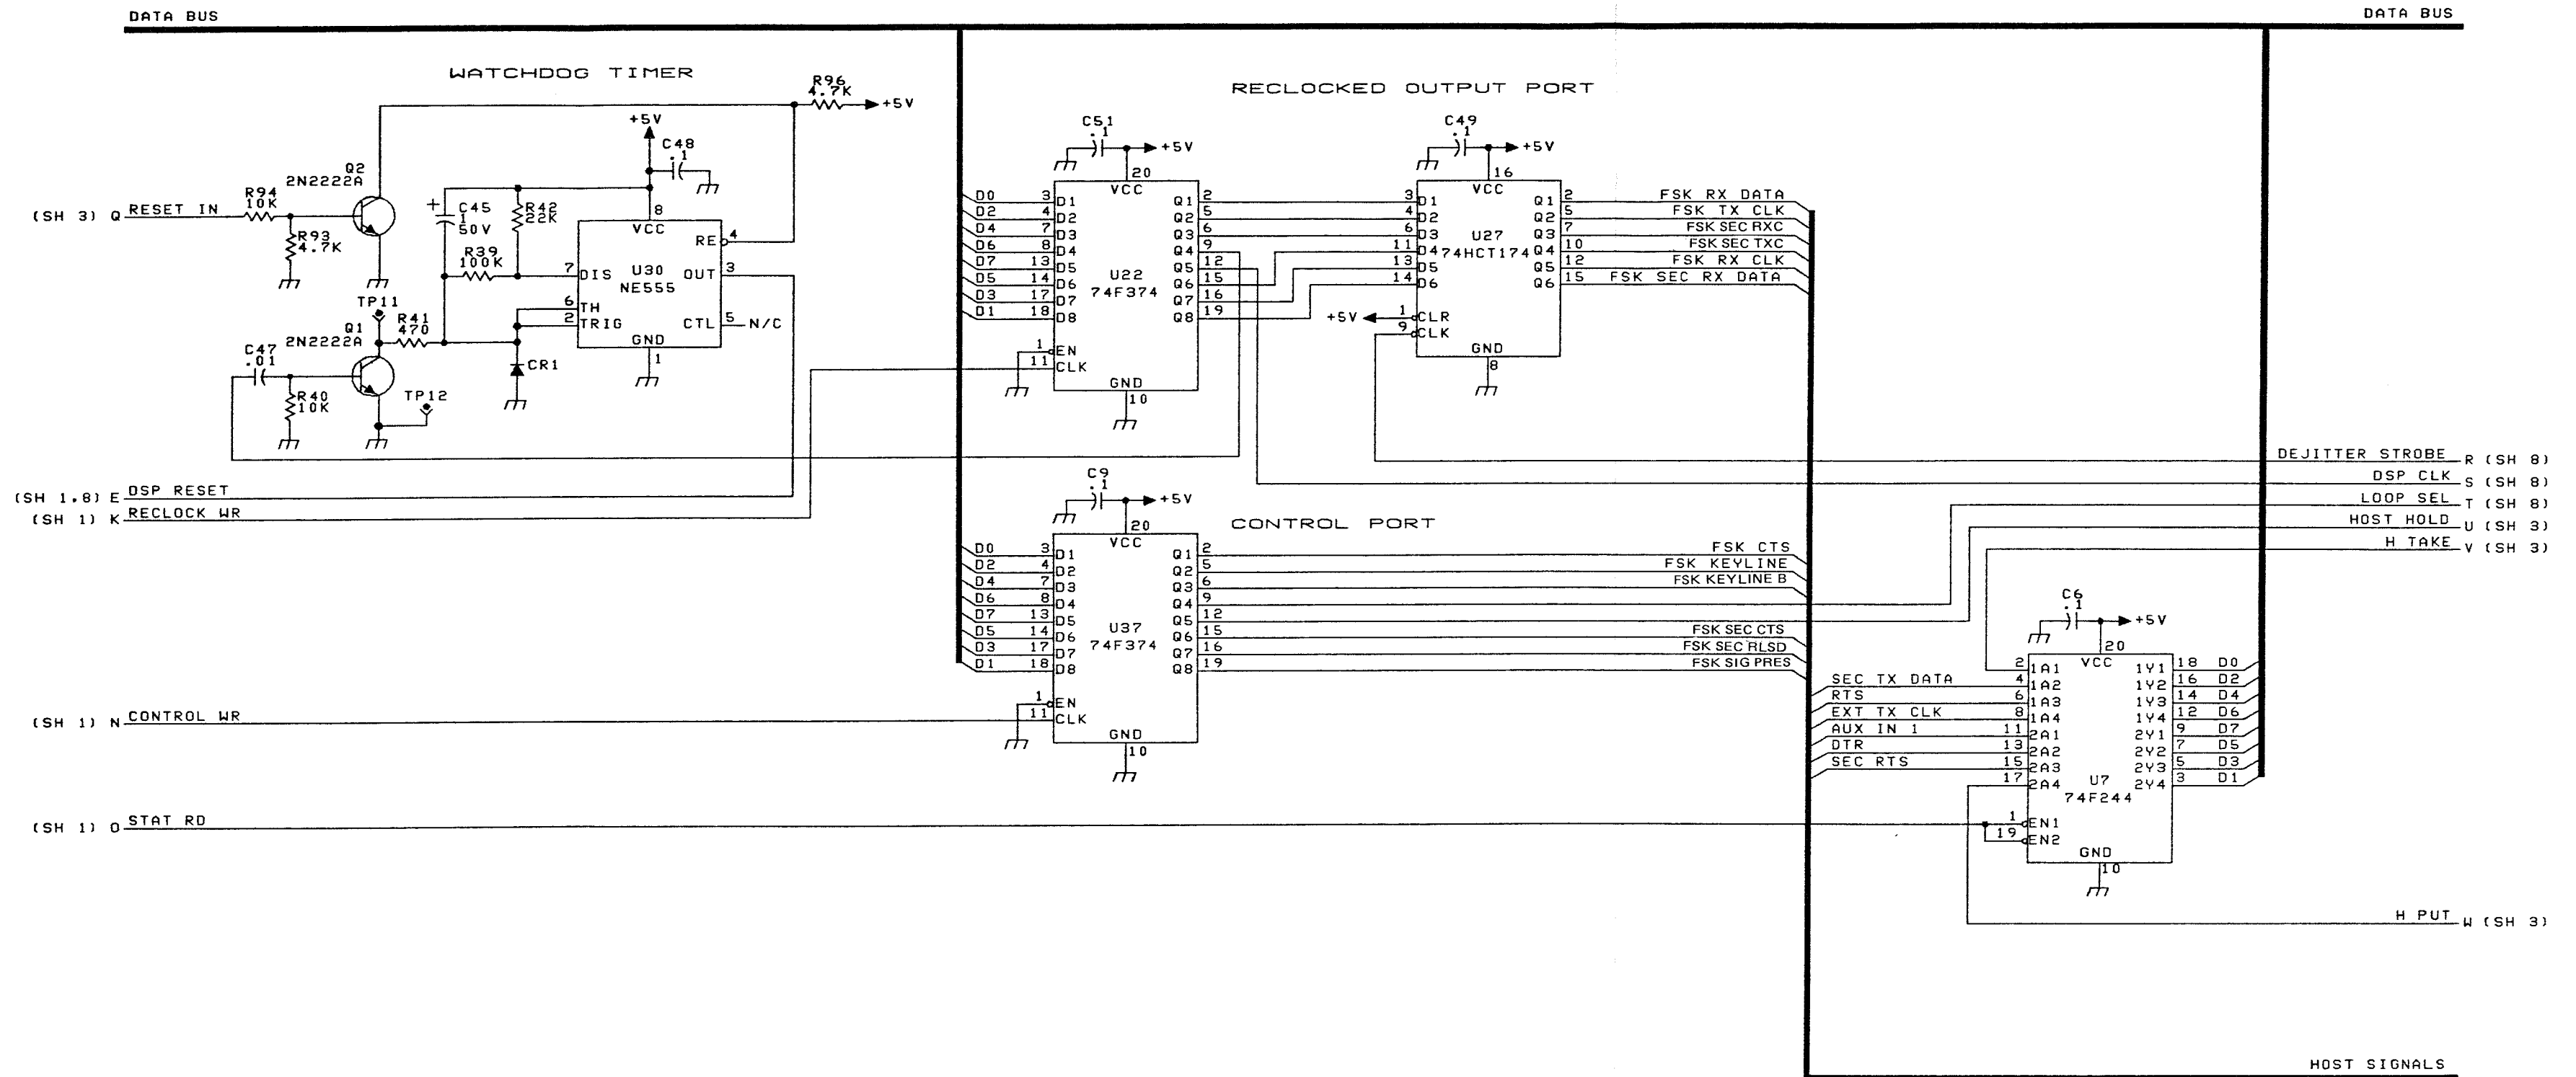 DATA BUS
DATA BUS
WATCHDOG TIMER
R96
4.7K
+5V
RECLOCKED OUTPUT PORT
+5V
C48
.1
C51
.1
+5V
C49
.1
+5V
Q2
2N2222A
R94
10K
(SH 3) Q RESET IN
R93
4.7K
+
C45
1
50V
R42
22K
R39
100K
8
VCC
RE 4
7 DIS
U30
NE555
OUT 3
6 TH
2 TRIG
CTL 5 N/C
GND
1
TP11
Q1
2N2222A
R41
470
C47
.01
R40
10K
TP12
CR1
20
VCC
D0 3 D1 Q1 2
D2 4 D2 Q2 5
D4 7 D3 Q3 6
D6 8 D4 Q4 9
D7 13 D5 Q5 12
D5 14 D6 Q6 15
D3 17 D7 Q7 16
D1 18 D8 Q8 19
U22
74F374
1 EN
11 CLK
GND
10
16
VCC
3 D1 Q1 2 FSK RX DATA
4 D2 Q2 5 FSK TX CLK
6 D3 Q3 7 FSK SEC RXC
11 D4 Q4 10 FSK SEC TXC
13 D5 Q5 12 FSK RX CLK
14 D6 Q6 15 FSK SEC RX DATA
U27
74HCT174
+5V 1 CLR
9 CLK
GND
8
DEJITTER STROBE R (SH 8)
DSP CLK S (SH 8)
LOOP SEL T (SH 8)
HOST HOLD U (SH 3)
H TAKE V (SH 3)
(SH 1.8) E DSP RESET
(SH 1) K RECLOCK WR
C9
.1
+5V
CONTROL PORT
20
VCC
D0 3 D1 Q1 2 FSK CTS
D2 4 D2 Q2 5 FSK KEYLINE
D4 7 D3 Q3 6 FSK KEYLINE B
D6 8 D4 Q4 9
D7 13 D5 Q5 12
D5 14 D6 Q6 15 FSK SEC CTS
D3 17 D7 Q7 16 FSK SEC RLSD
D1 18 D8 Q8 19 FSK SIG PRES
U37
74F374
1 EN
11 CLK
GND
10
(SH 1) N CONTROL WR
C6
.1
+5V
20
VCC
2 1A1 1Y1 18 D0
SEC TX DATA 4 1A2 1Y2 16 D2
RTS 6 1A3 1Y3 14 D4
EXT TX CLK 8 1A4 1Y4 12 D6
AUX IN 1 11 2A1 2Y1 9 D7
DTR 13 2A2 2Y2 7 D5
SEC RTS 15 2A3 2Y3 5 D3
17 2A4 2Y4 3 D1
U7
74F244
1 EN1
19 EN2
GND
10
(SH 1) O STAT RD
H PUT W (SH 3)
HOST SIGNALS